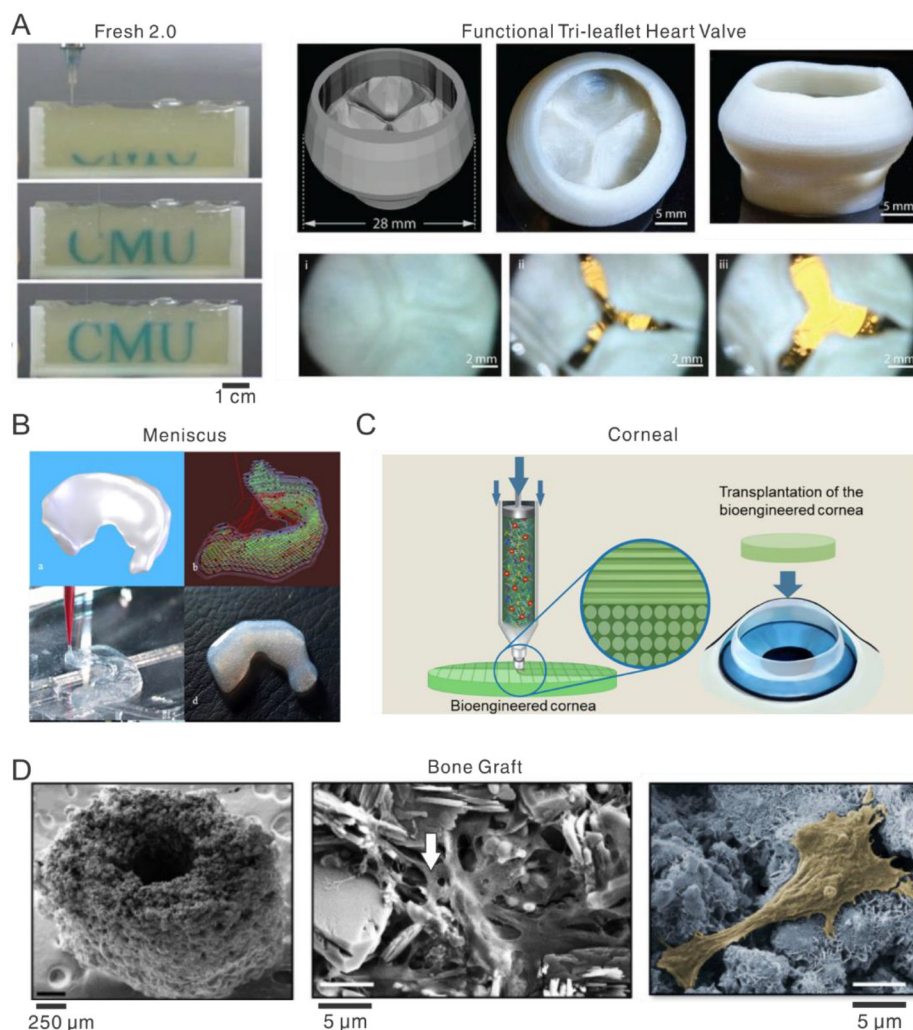 A
Fresh 2.0
Functional Tri-leaflet Heart Valve
CMU
CMU
CMU
1 cm
28 mm
5 mm
5 mm
i
ii
iii
2 mm
2 mm
2 mm
B
Meniscus
a
b
d
C
Corneal
Transplantation of the
bioengineered cornea
Bioengineered cornea
D
Bone Graft
250 μm
5 μm
5 μm